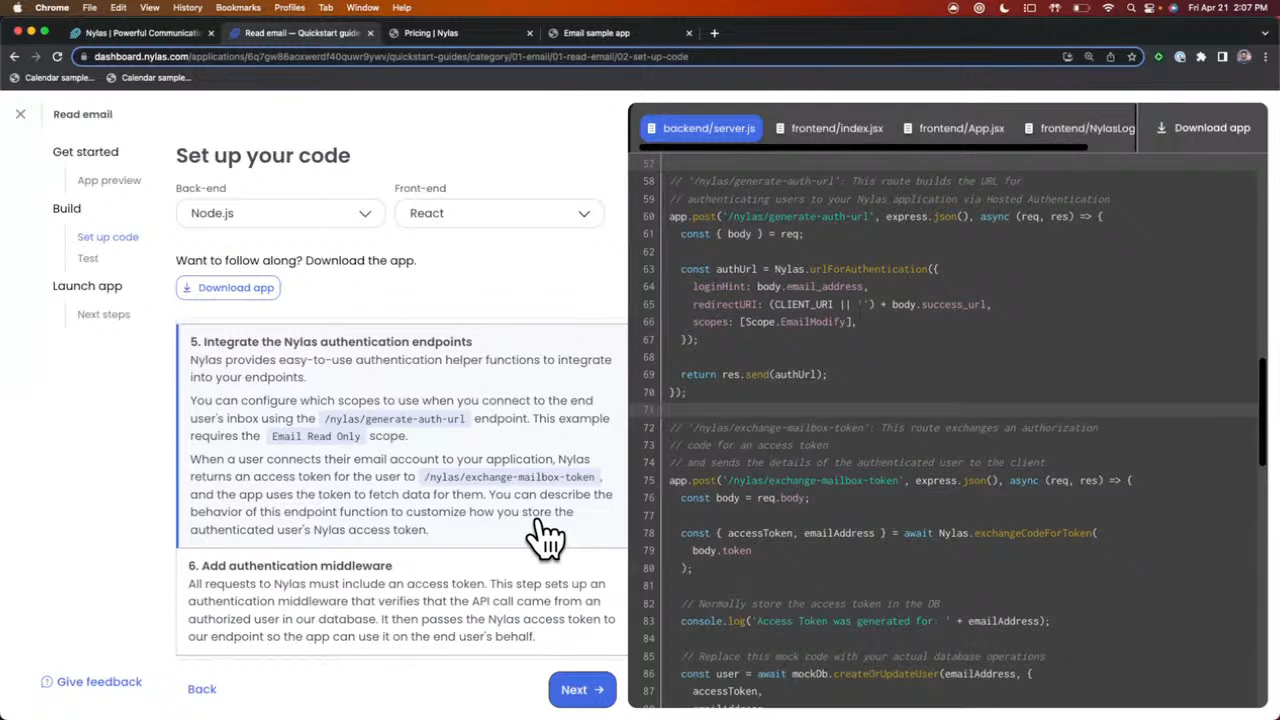 Chrome File Edit View History Bookmarks Profiles Tab Window Help Fri Apr 21 2:07 PM
Nylas | Powerful Communicati Read email — Quickstart guide Pricing | Nylas Email sample app
dashboard.nylas.com/applications/6q7gw86aoxwerdf40quwr9ywv/quickstart-guides/category/01-email/01-read-email/02-set-up-code
Calendar sample... Calendar sample...
Read email
Get started
App preview
Build
Set up code
Test
Launch app
Next steps
Give feedback
Set up your code
Back-end Front-end
Node.js React
Want to follow along? Download the app.
Download app
5. Integrate the Nylas authentication endpoints
Nylas provides easy-to-use authentication helper functions to integrate
into your endpoints.
You can configure which scopes to use when you connect to the end
user's inbox using the /nylas/generate-auth-url endpoint. This example
requires the Email Read Only scope.
When a user connects their email account to your application, Nylas
returns an access token for the user to /nylas/exchange-mailbox-token,
and the app uses the token to fetch data for them. You can describe the
behavior of this endpoint function to customize how you store the
authenticated user's Nylas access token.
6. Add authentication middleware
All requests to Nylas must include an access token. This step sets up an
authentication middleware that verifies that the API call came from an
authorized user in our database. It then passes the Nylas access token to
our endpoint so the app can use it on the end user's behalf.
Back Next
backend/server.js frontend/index.jsx frontend/App.jsx frontend/NylasLog Download app
57
58 // '/nylas/generate-auth-url': This route builds the URL for
59 // authenticating users to your Nylas application via Hosted Authentication
60 app.post('/nylas/generate-auth-url', express.json(), async (req, res) => {
61 const { body } = req;
62
63 const authUrl = Nylas.urlForAuthentication({
64 loginHint: body.email_address,
65 redirectURI: (CLIENT_URI || '') + body.success_url,
66 scopes: [Scope.EmailModify],
67 });
68
69 return res.send(authUrl);
70 });
71
72 // '/nylas/exchange-mailbox-token': This route exchanges an authorization
73 // code for an access token
74 // and sends the details of the authenticated user to the client
75 app.post('/nylas/exchange-mailbox-token', express.json(), async (req, res) => {
76 const body = req.body;
77
78 const { accessToken, emailAddress } = await Nylas.exchangeCodeForToken(
79 body.token
80 );
81
82 // Normally store the access token in the DB
83 console.log('Access Token was generated for: ' + emailAddress);
84
85 // Replace this mock code with your actual database operations
86 const user = await mockDb.createOrUpdateUser(emailAddress, {
87 accessToken,